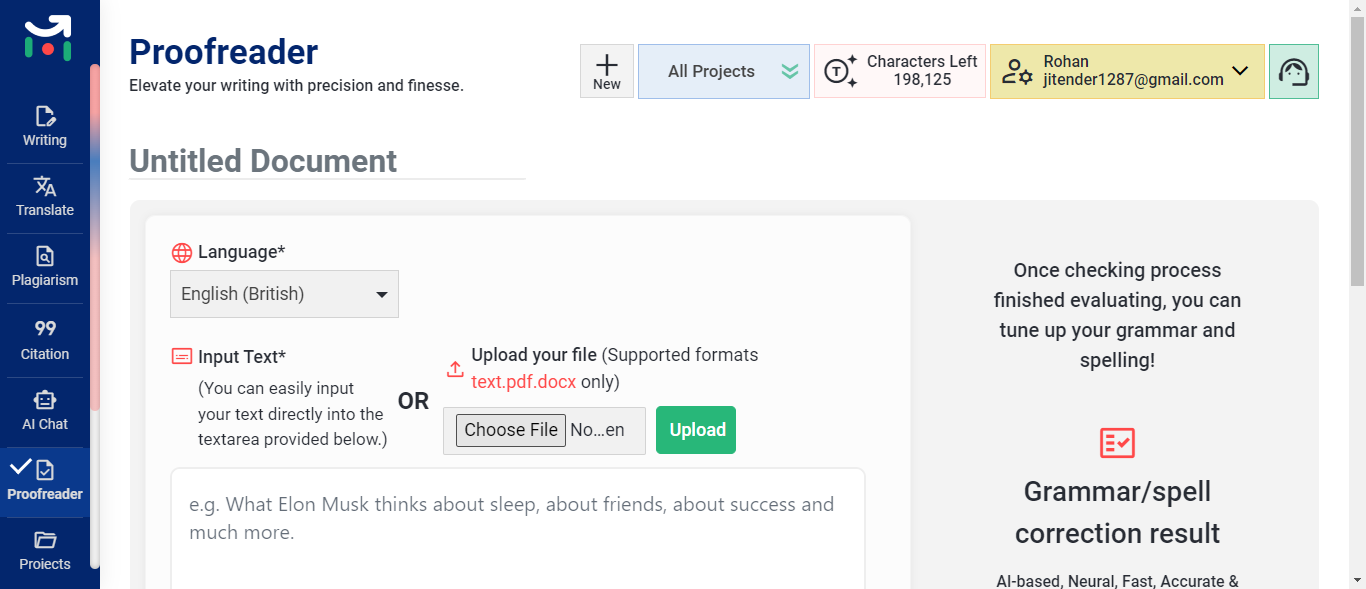 Proofreader
Elevate your writing with precision and finesse.
New
All Projects
Characters Left
198,125
Rohan
jitender1287@gmail.com
Writing
Translate
Plagiarism
Citation
AI Chat
Proofreader
Projects
Untitled Document
Language*
English (British)
Input Text*
(You can easily input
your text directly into the
textarea provided below.)
OR
Upload your file (Supported formats
text.pdf.docx only)
Choose File No...en
Upload
e.g. What Elon Musk thinks about sleep, about friends, about success and
much more.
Once checking process
finished evaluating, you can
tune up your grammar and
spelling!
Grammar/spell
correction result
AI-based, Neural, Fast, Accurate &